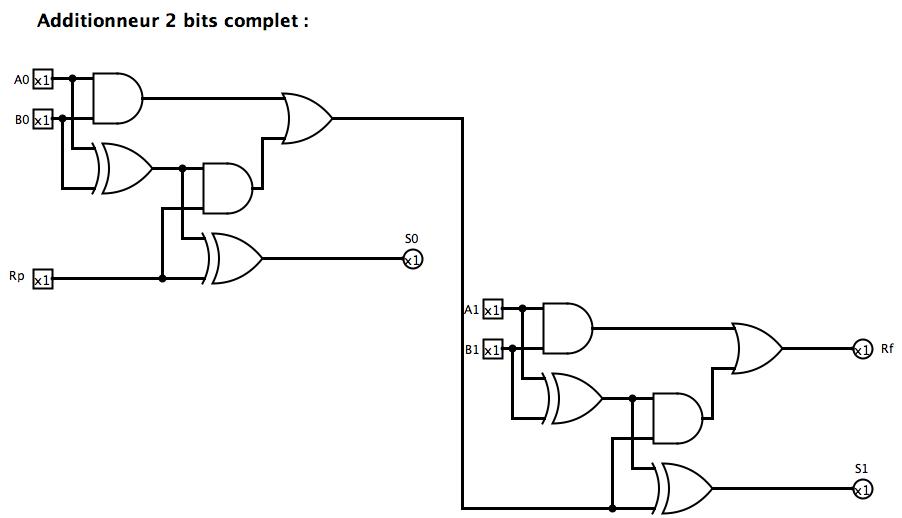 Additionneur 2 bits complet :
A0 x1
B0 x1
S0
x1
Rp x1
A1 x1
B1 x1
x1 Rf
S1
x1